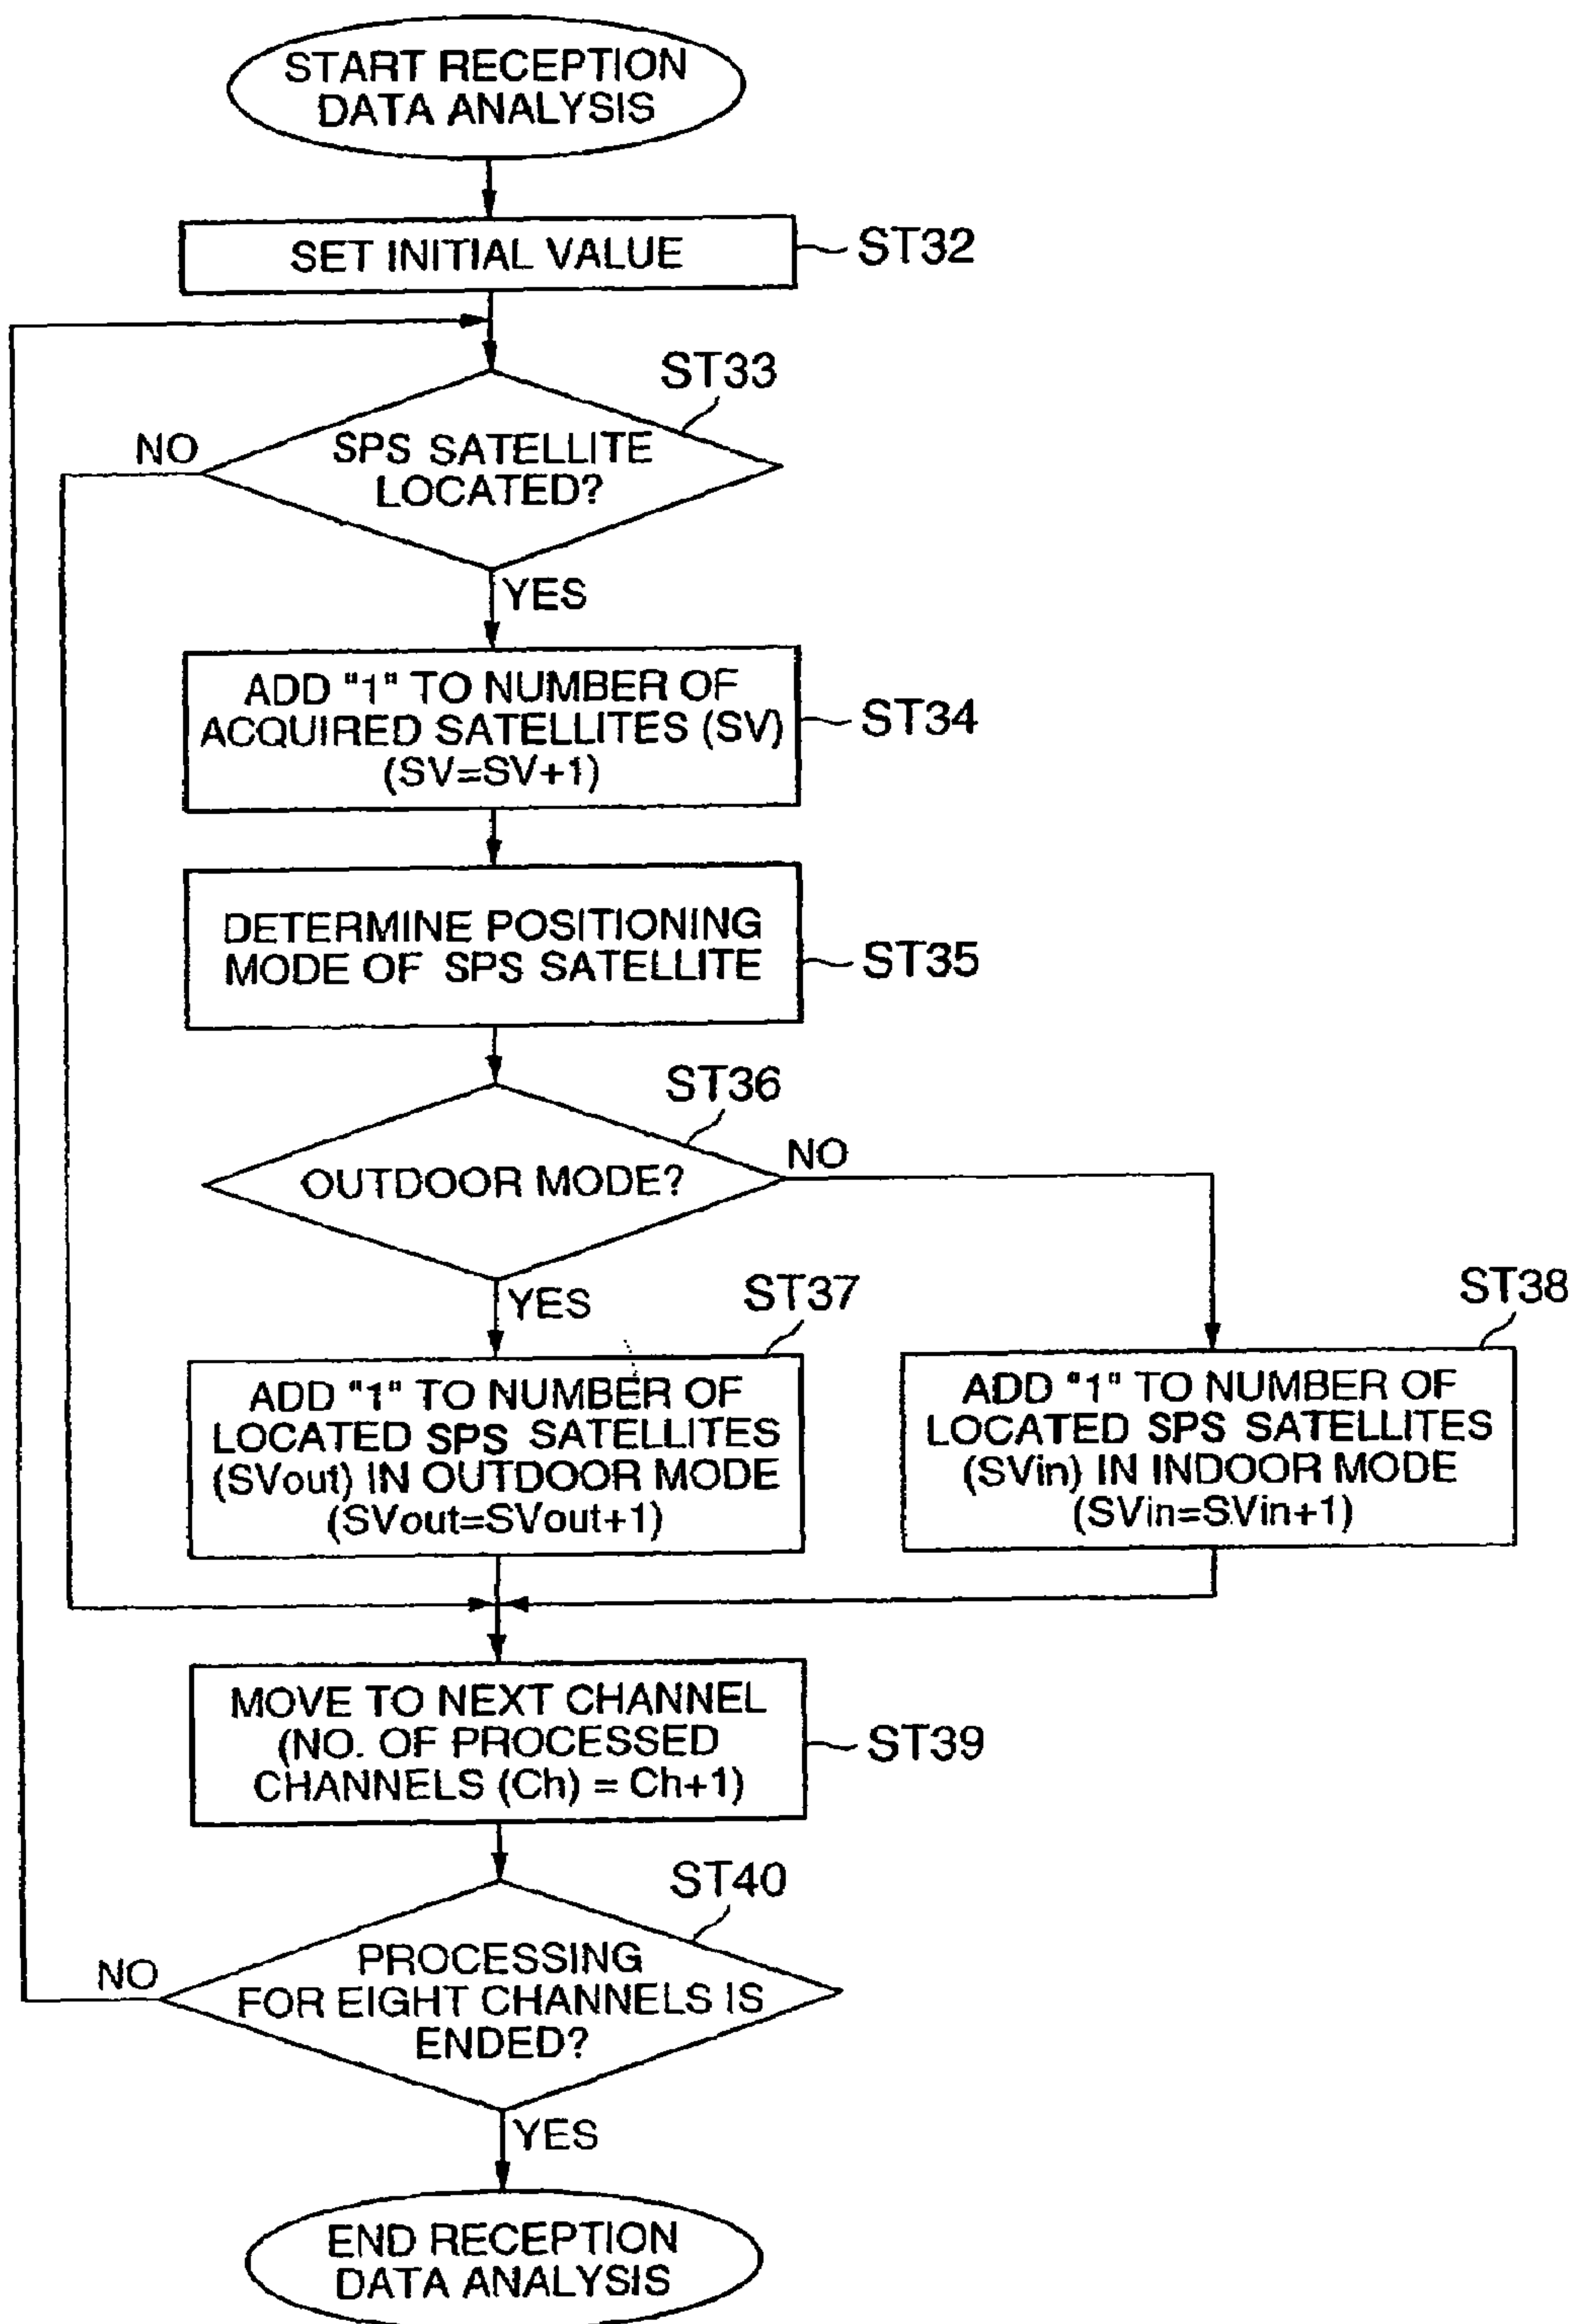 START RECEPTION
DATA ANALYSIS
SET INITIAL VALUE
ST32
ST33
NO
SPS SATELLITE
LOCATED?
YES
ADD "1" TO NUMBER OF
ACQUIRED SATELLITES (SV)
(SV=SV+1)
ST34
DETERMINE POSITIONING
MODE OF SPS SATELLITE
ST35
ST36
OUTDOOR MODE?
NO
YES
ST37
ST38
ADD "1" TO NUMBER OF
LOCATED SPS SATELLITES
(SVout) IN OUTDOOR MODE
(SVout=SVout+1)
ADD "1" TO NUMBER OF
LOCATED SPS SATELLITES
(SVin) IN INDOOR MODE
(SVin=SVin+1)
MOVE TO NEXT CHANNEL
(NO. OF PROCESSED
CHANNELS (Ch) = Ch+1)
ST39
ST40
NO
PROCESSING
FOR EIGHT CHANNELS IS
ENDED?
YES
END RECEPTION
DATA ANALYSIS